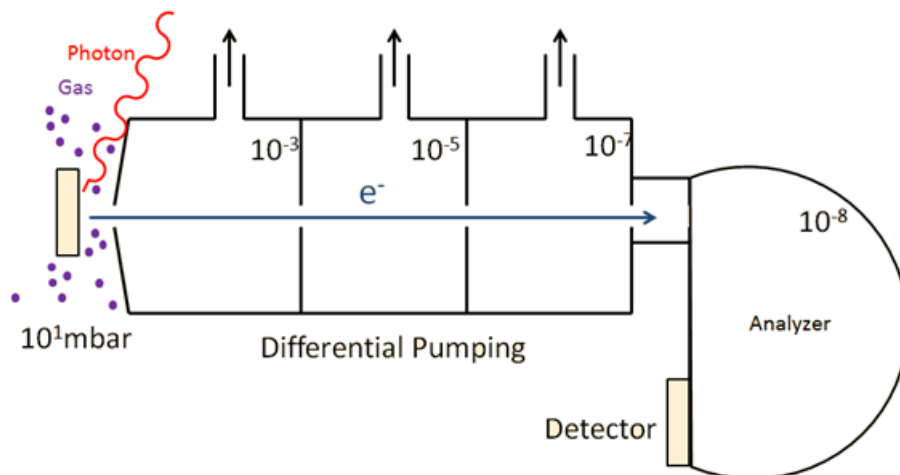 Photon
Gas
10⁻³
10⁻⁵
10⁻⁷
e⁻
10⁻⁸
10¹mbar
Differential Pumping
Analyzer
Detector